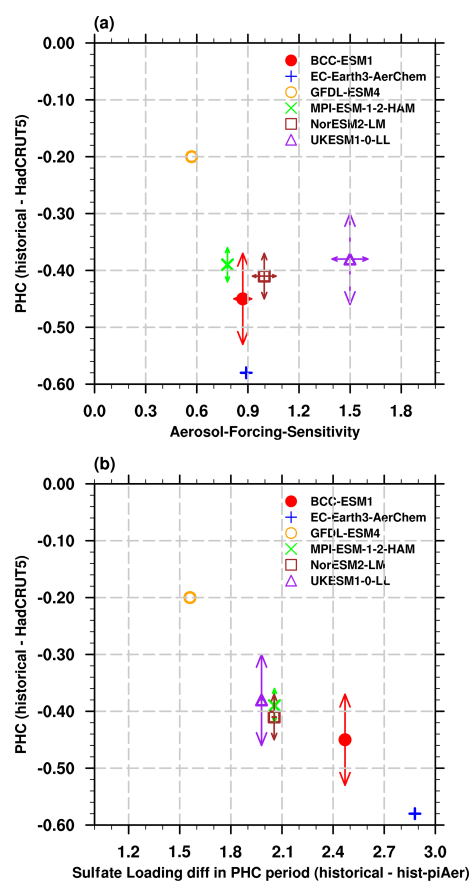 (a)
0.00
-0.10
-0.20
-0.30
-0.40
-0.50
-0.60
PHC (historical - HadCRUT5)
BCC-ESM1
EC-Earth3-AerChem
GFDL-ESM4
MPI-ESM-1-2-HAM
NorESM2-LM
UKESM1-0-LL
0.0 0.3 0.6 0.9 1.2 1.5 1.8
Aerosol-Forcing-Sensitivity
(b)
0.00
-0.10
-0.20
-0.30
-0.40
-0.50
-0.60
PHC (historical - HadCRUT5)
BCC-ESM1
EC-Earth3-AerChem
GFDL-ESM4
MPI-ESM-1-2-HAM
NorESM2-LM
UKESM1-0-LL
1.2 1.5 1.8 2.1 2.4 2.7 3.0
Sulfate Loading diff in PHC period (historical - hist-piAer)